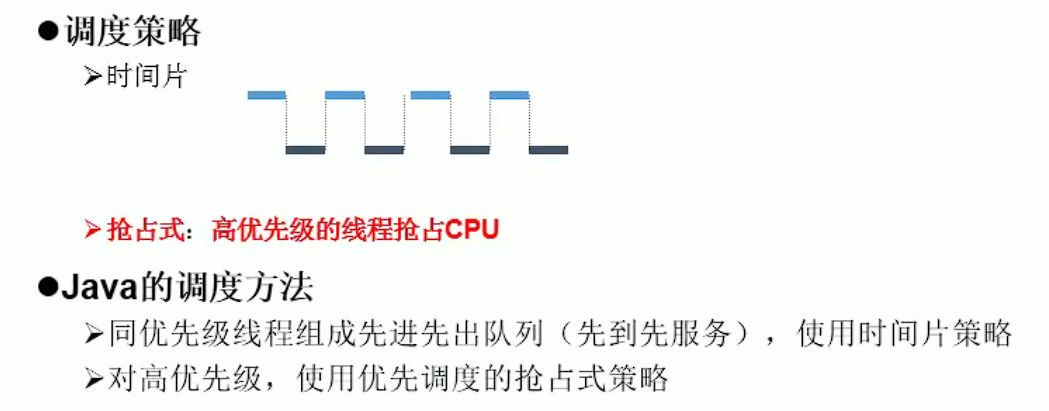 ●调度策略
➢时间片
➢抢占式：高优先级的线程抢占CPU
●Java的调度方法
➢同优先级线程组成先进先出队列（先到先服务），使用时间片策略
➢对高优先级，使用优先调度的抢占式策略